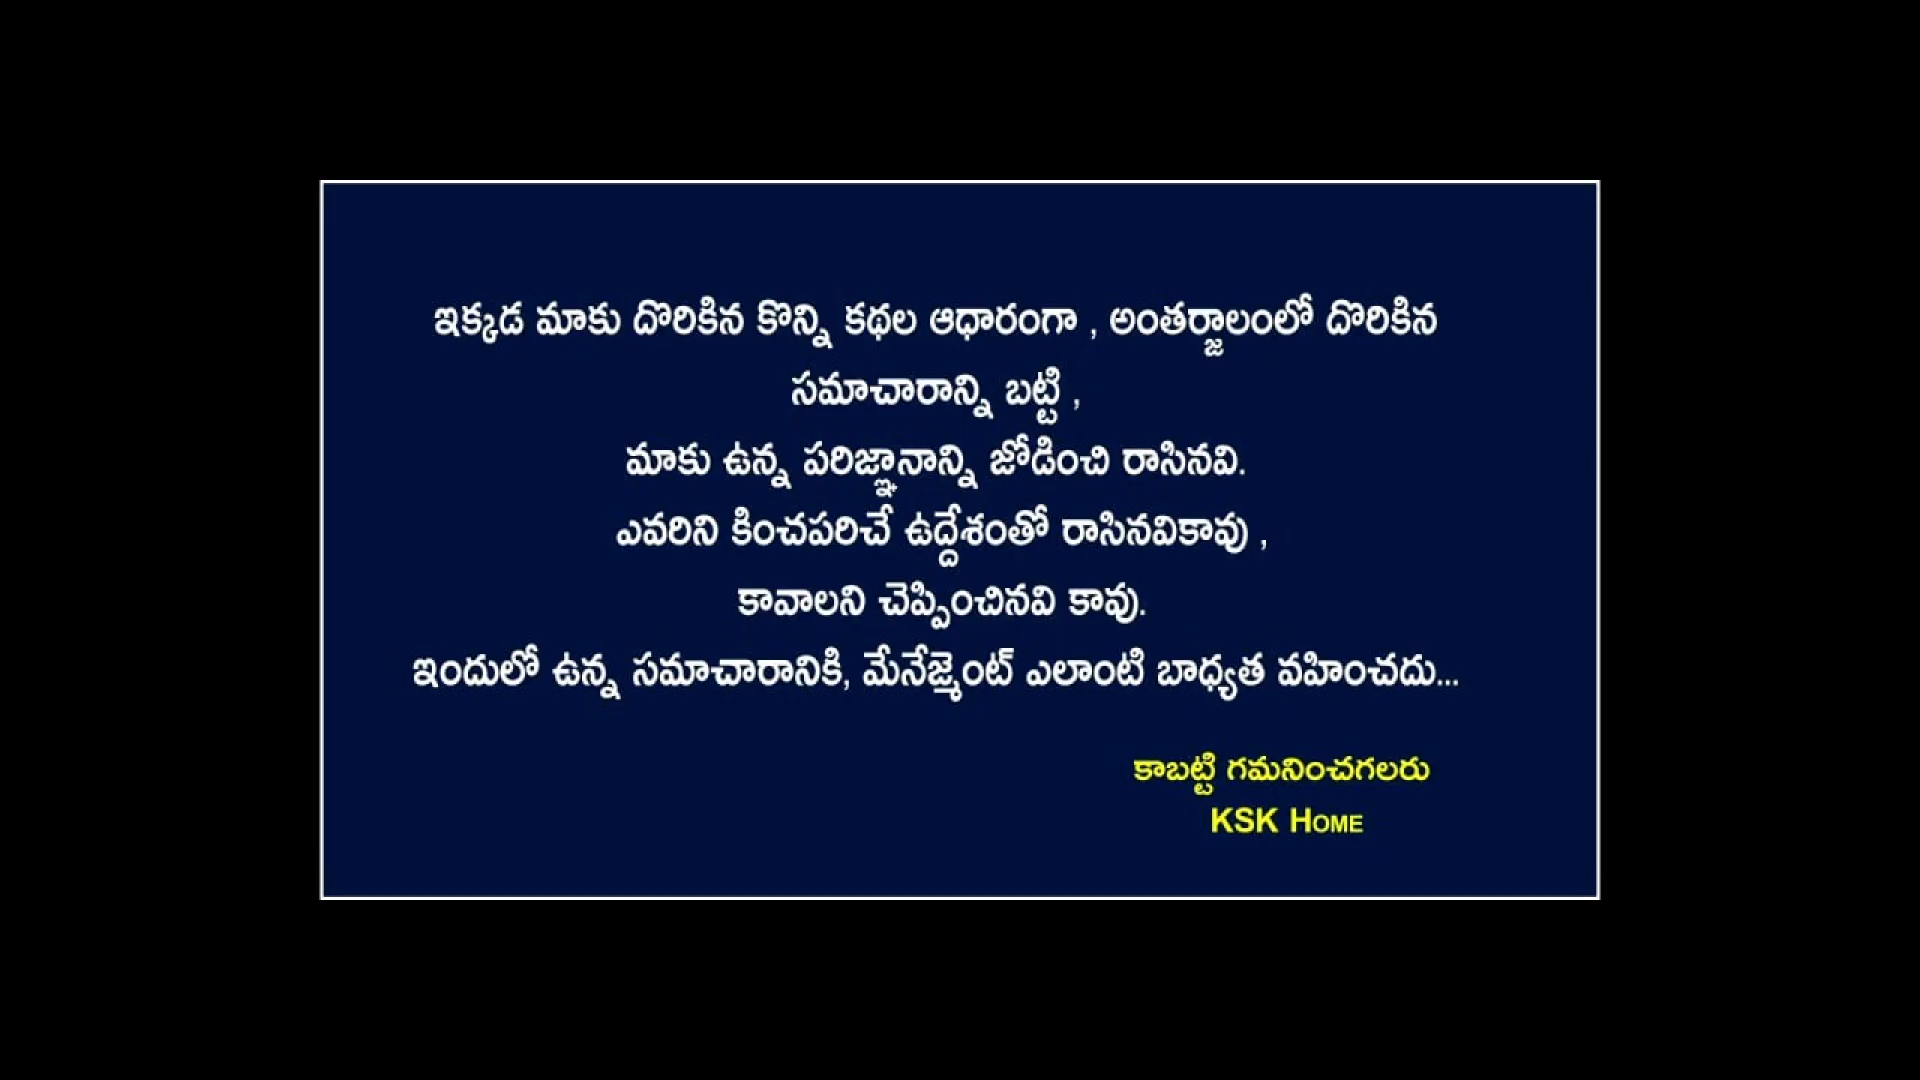 ఇక్కడ మాకు దొరికిన కొన్ని కథల ఆధారంగా , అంతర్జాలంలో దొరికిన
సమాచారాన్ని బట్టి ,
మాకు ఉన్న పరిజ్ఞానాన్ని జోడించి రాసినవి.
ఎవరిని కించపరిచే ఉద్దేశంతో రాసినవికావు ,
కావాలని చెప్పించినవి కావు.
ఇందులో ఉన్న సమాచారానికి, మేనేజ్మెంట్ ఎలాంటి బాధ్యత వహించదు...
కాబట్టి గమనించగలరు
KSK HOME